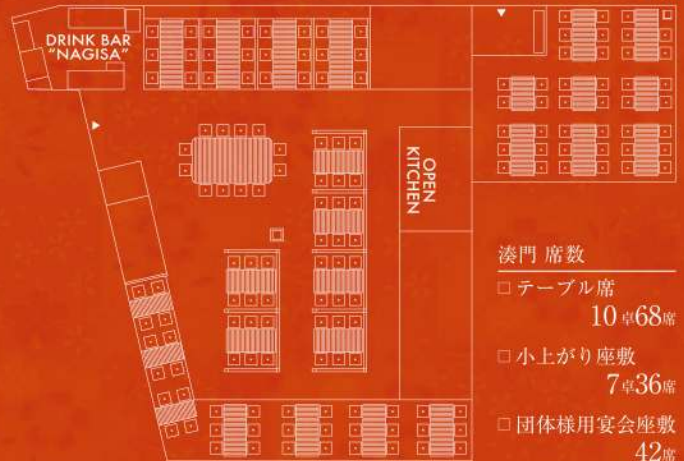 DRINK BAR
"NAGISA"
OPEN
KITCHEN
湊門 席数
□ テーブル席
10卓68席
□ 小上がり座敷
7卓36席
□ 団体様用宴会座敷
42席